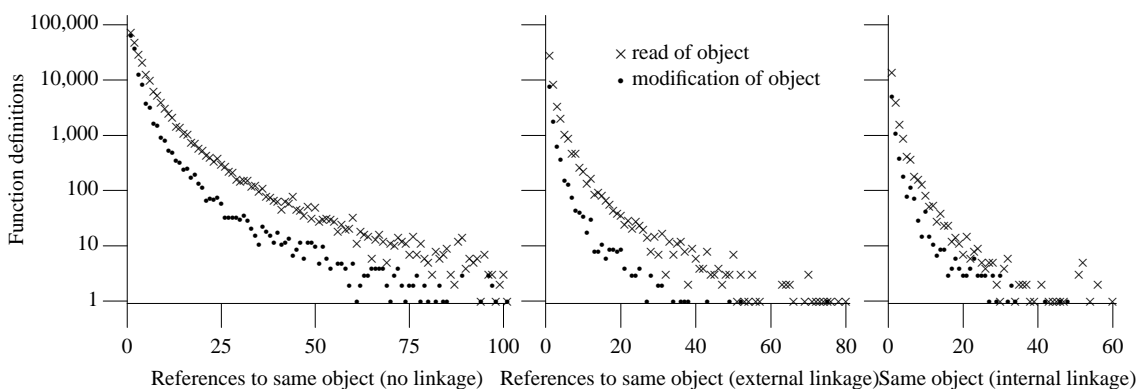 100,000
10,000
1,000
100
10
1
Function definitions
0 25 50 75 100
References to same object (no linkage)
× read of object
• modification of object
0 20 40 60 80
References to same object (external linkage)
0 20 40 60
Same object (internal linkage)